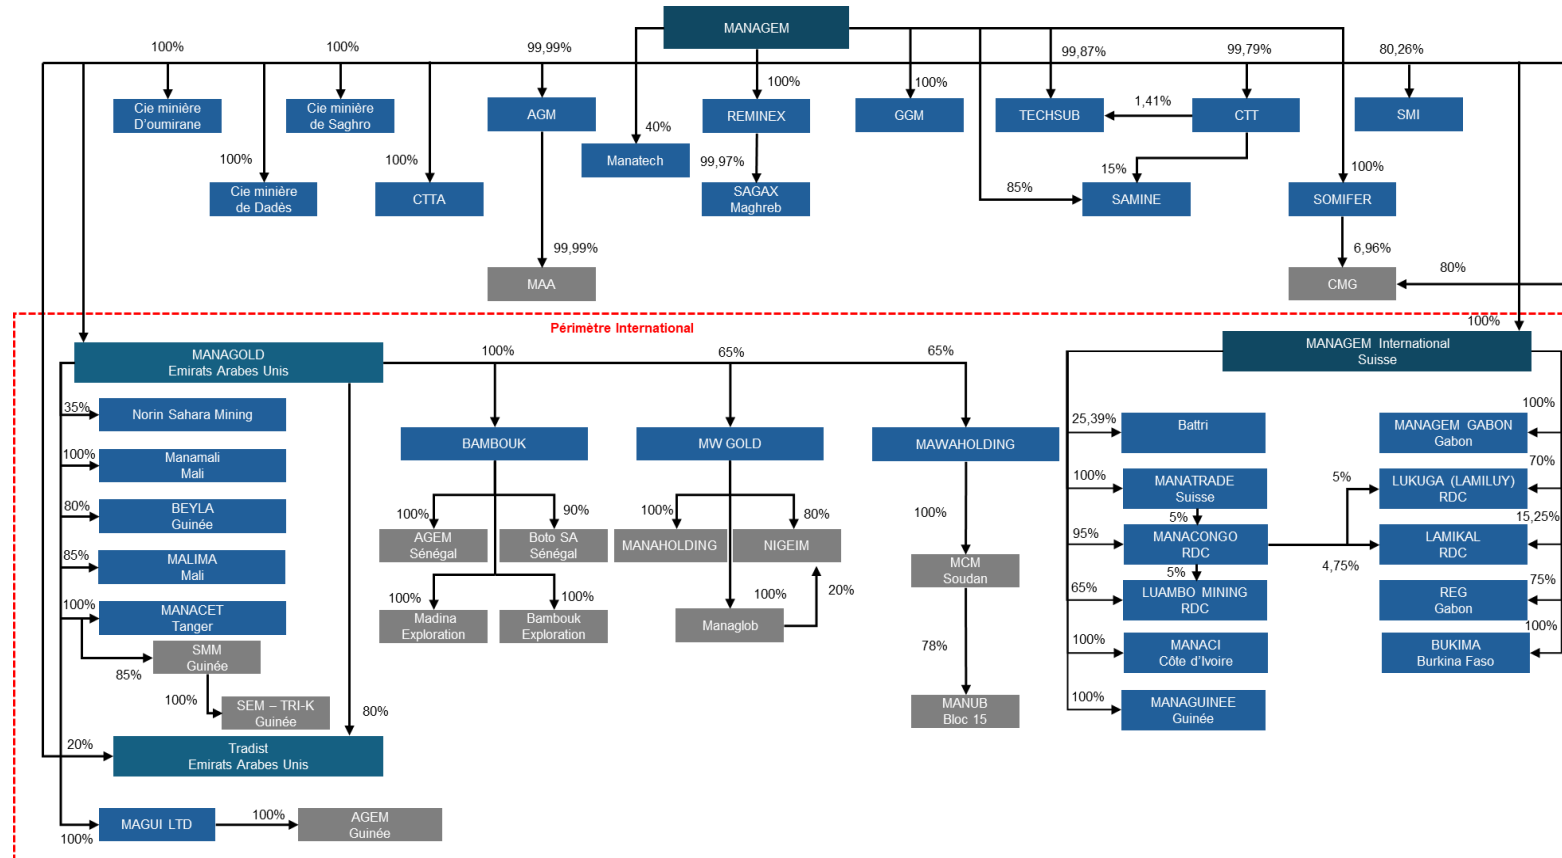 MANAGEM
100%
100%
99,99%
99,87%
99,79%
80,26%
100%
100%
Cie minière
D'oumirane
Cie minière
de Saghro
AGM
REMINEX
GGM
TECHSUB
1,41%
CTT
SMI
40%
Manatech
100%
100%
99,97%
15%
100%
85%
Cie minière
de Dadès
CTTA
SAGAX
Maghreb
SAMINE
SOMIFER
99,99%
6,96%
80%
MAA
CMG
Périmètre International
100%
MANAGOLD
Emirats Arabes Unis
100%
65%
65%
MANAGEM International
Suisse
35%
Norin Sahara Mining
100%
Manamali
Mali
80%
BEYLA
Guinée
85%
MALIMA
Mali
100%
MANACET
Tanger
85%
SMM
Guinée
100%
SEM – TRI-K
Guinée
80%
20%
Tradist
Emirats Arabes Unis
100%
MAGUI LTD
100%
AGEM
Guinée
BAMBOUK
100%
90%
AGEM
Sénégal
Boto SA
Sénégal
100%
100%
Madina
Exploration
Bambouk
Exploration
MW GOLD
100%
80%
MANAHOLDING
NIGEIM
100%
20%
Managlob
MAWAHOLDING
100%
MCM
Soudan
78%
MANUB
Bloc 15
25,39%
Battri
100%
MANATRADE
Suisse
5%
95%
MANACONGO
RDC
5%
65%
LUAMBO MINING
RDC
100%
MANACI
Côte d'Ivoire
100%
MANAGUINEE
Guinée
5%
4,75%
100%
MANAGEM GABON
Gabon
70%
LUKUGA (LAMILUY)
RDC
15,25%
LAMIKAL
RDC
75%
REG
Gabon
100%
BUKIMA
Burkina Faso